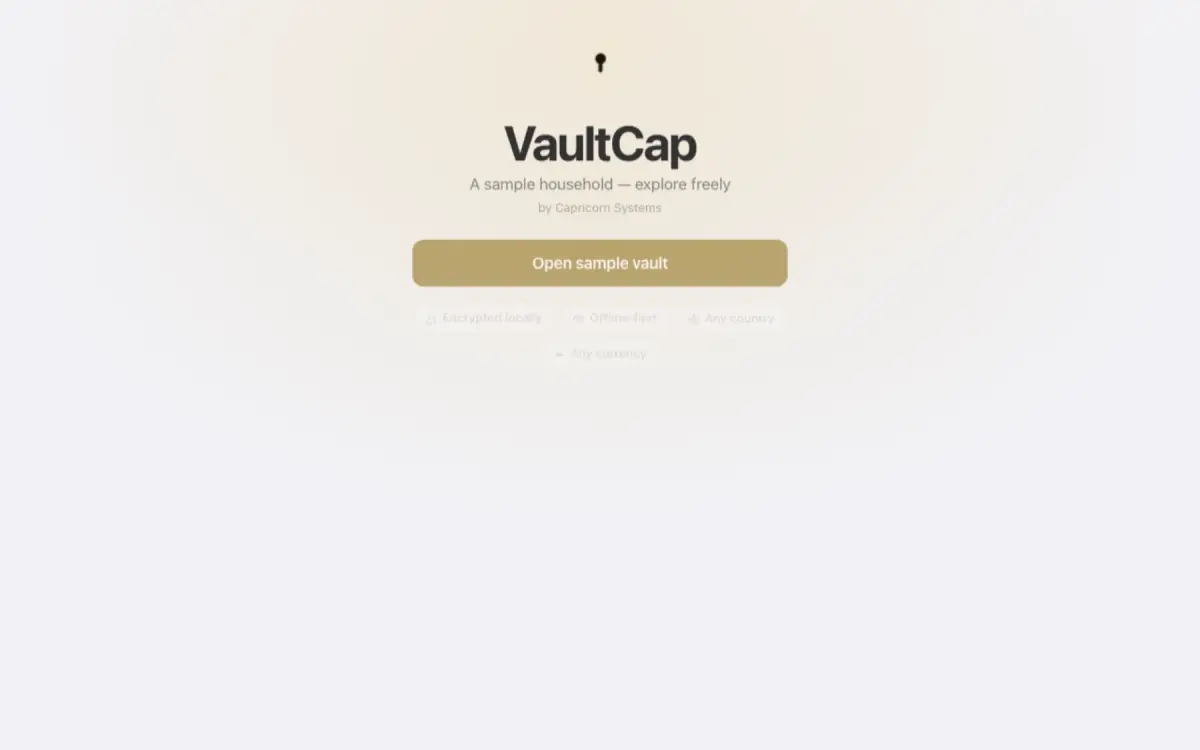 VaultCap
A sample household — explore freely
by Capricorn Systems
Open sample vault
Encrypted locally Offline-first Any country
Any currency